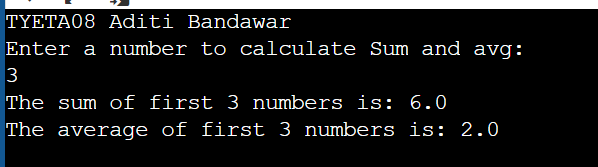 TYETA08 Aditi Bandawar
Enter a number to calculate Sum and avg:
3
The sum of first 3 numbers is: 6.0
The average of first 3 numbers is: 2.0